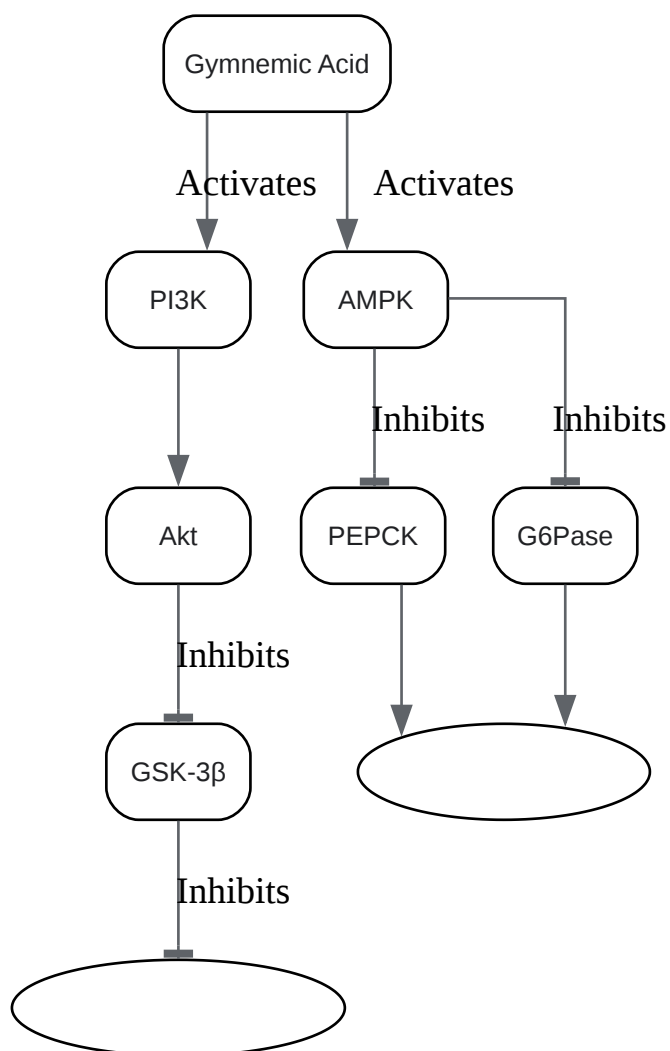 Gymnemic Acid
Activates
Activates
PI3K
AMPK
Inhibits
Inhibits
Akt
PEPCK
G6Pase
Inhibits
GSK-3β
Inhibits